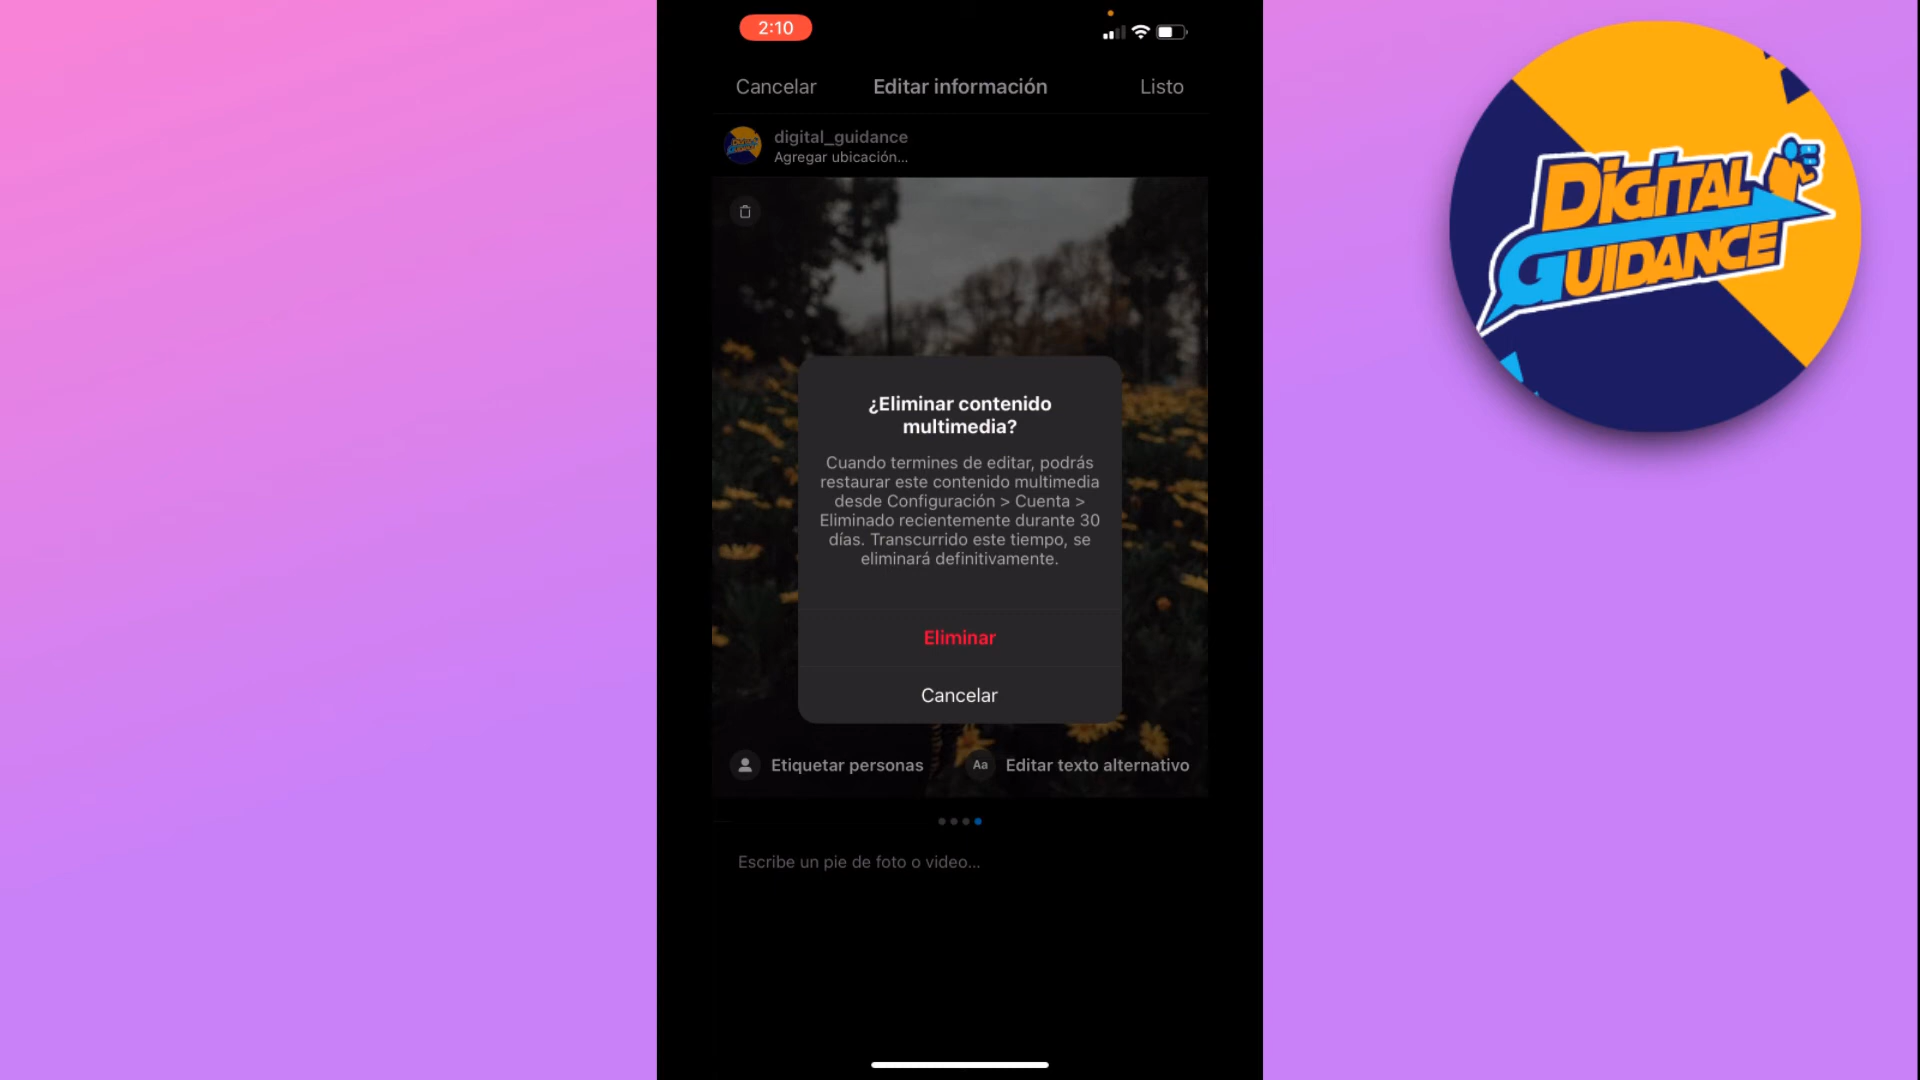 2:10
Cancelar
Editar información
Listo
digital_guidance
Agregar ubicación...
¿Eliminar contenido
multimedia?
Cuando termines de editar, podrás
restaurar este contenido multimedia
desde Configuración > Cuenta >
Eliminado recientemente durante 30
días. Transcurrido este tiempo, se
eliminará definitivamente.
Eliminar
Cancelar
Etiquetar personas
Aa
Editar texto alternativo
Escribe un pie de foto o video...
DiGiTAL
GUIDANCE